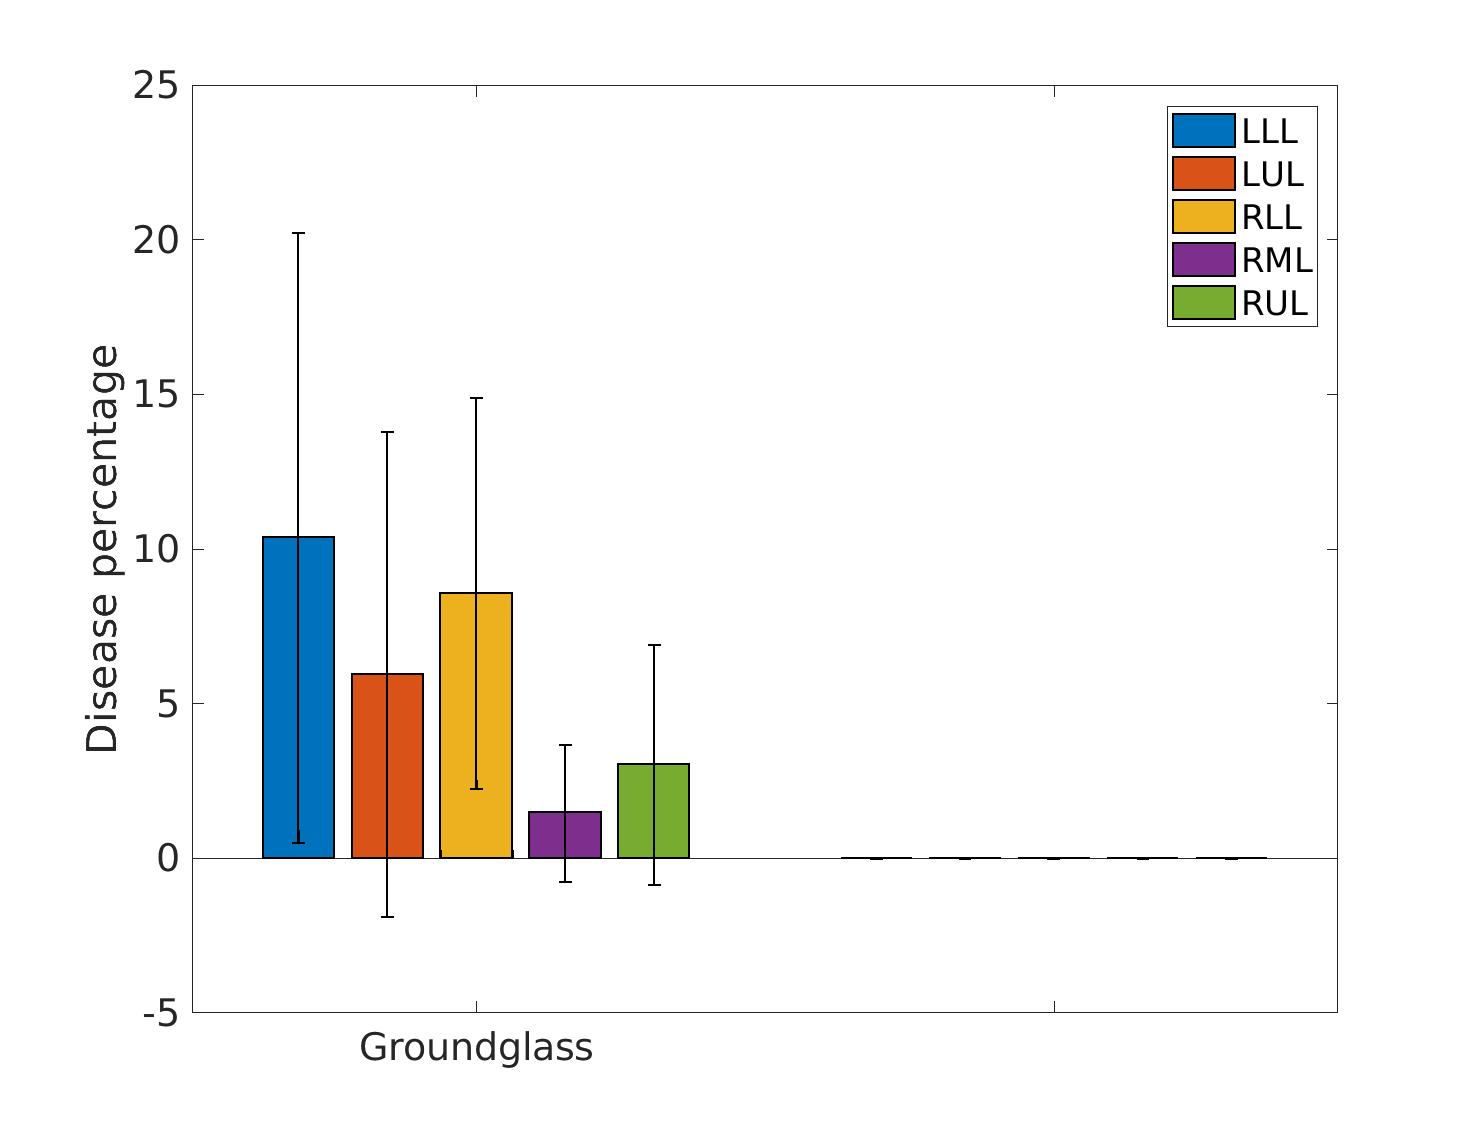 25
20
15
10
5
0
-5
Disease percentage
Groundglass
LLL
LUL
RLL
RML
RUL